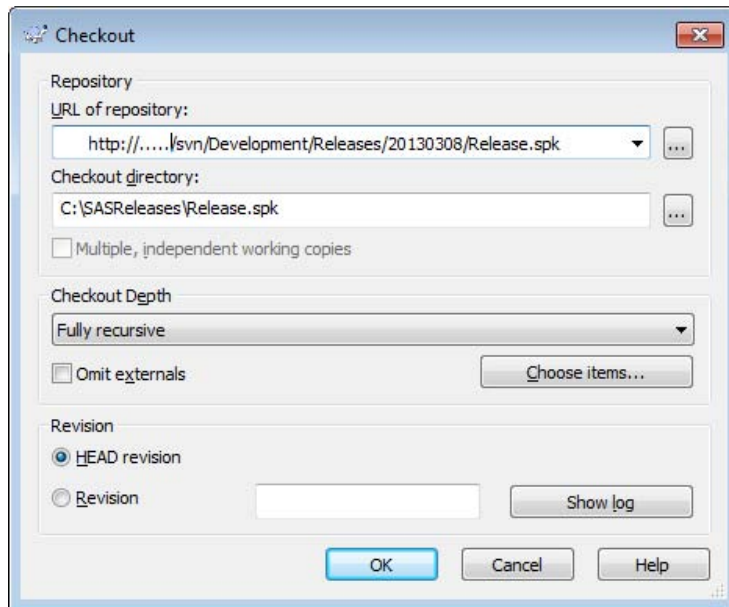 Checkout
Repository
URL of repository:
http://...../svn/Development/Releases/20130308/Release.spk
...
Checkout directory:
C:\SASReleases\Release.spk
...
Multiple, independent working copies
Checkout Depth
Fully recursive
Omit externals
Choose items...
Revision
HEAD revision
Revision
Show log
OK
Cancel
Help